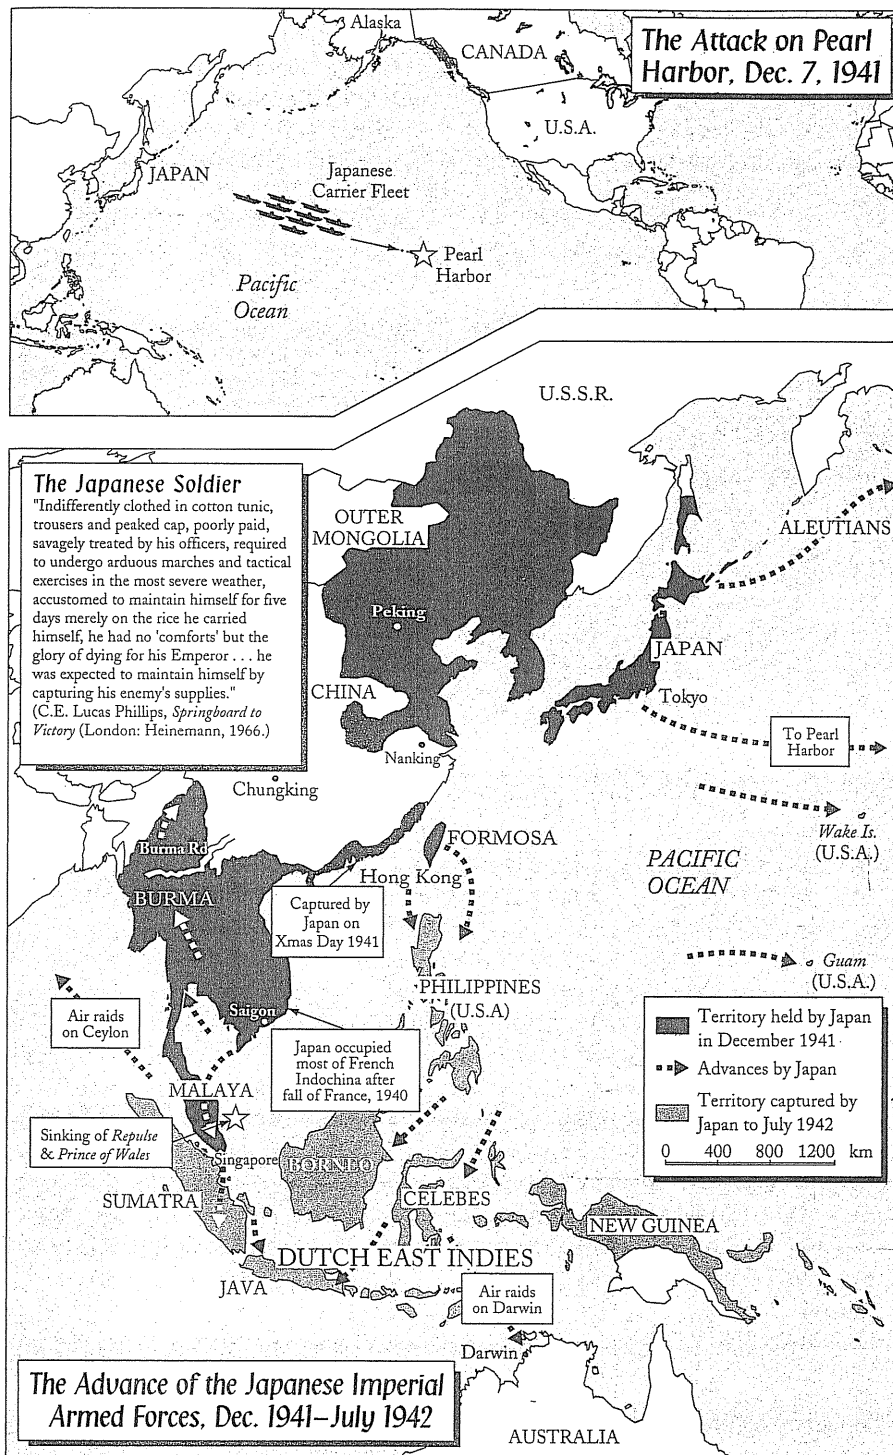 The Attack on Pearl
Harbor, Dec. 7, 1941
Alaska
CANADA
U.S.A.
JAPAN
Japanese
Carrier Fleet
Pearl
Harbor
Pacific
Ocean
U.S.S.R.
The Japanese Soldier
"Indifferently clothed in cotton tunic,
trousers and peaked cap, poorly paid,
savagely treated by his officers, required
to undergo arduous marches and tactical
exercises in the most severe weather,
accustomed to maintain himself for five
days merely on the rice he carried
himself, he had no 'comforts' but the
glory of dying for his Emperor . . . he
was expected to maintain himself by
capturing his enemy's supplies."
(C.E. Lucas Phillips, Springboard to
Victory (London: Heinemann, 1966.)
OUTER
MONGOLIA
ALEUTIANS
Peking
JAPAN
CHINA
Tokyo
To Pearl
Harbor
Nanking
Chungking
Wake Is.
(U.S.A.)
Burma Rd
FORMOSA
PACIFIC
OCEAN
Hong Kong
BURMA
Captured by
Japan on
Xmas Day 1941
Guam
(U.S.A.)
PHILIPPINES
(U.S.A)
Air raids
on Ceylon
Saigon
Japan occupied
most of French
Indochina after
fall of France, 1940
Territory held by Japan
in December 1941
Advances by Japan
Territory captured by
Japan to July 1942
0 400 800 1200 km
MALAYA
Sinking of Repulse
& Prince of Wales
Singapore
BORNEO
SUMATRA
CELEBES
NEW GUINEA
DUTCH EAST INDIES
JAVA
Air raids
on Darwin
Darwin
The Advance of the Japanese Imperial
Armed Forces, Dec. 1941–July 1942
AUSTRALIA